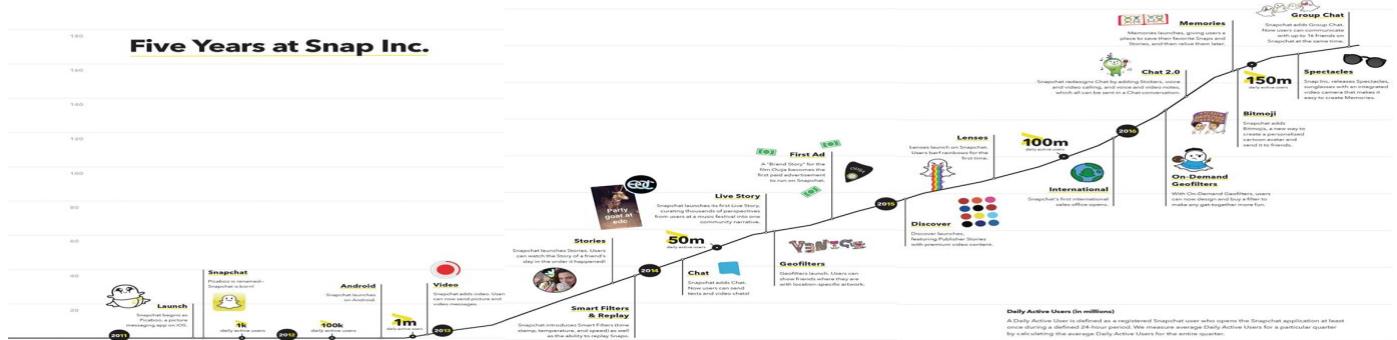 Five Years at Snap Inc.
180
160
140
120
100
80
60
40
20
Launch
Snapchat begins as
Picaboo, a picture
messaging app on iOS.
2011
Snapchat
Picaboo is renamed—
Snapchat is born!
1k
daily active users
2012
Android
Snapchat launches
on Android.
100k
daily active users
1m
daily active users
Video
Snapchat adds video. User
can now send picture and
video messages.
2013
Stories
Snapchat launches Stories. Users
can watch the Story of a friend's
day in the order it happened!
Smart Filters
& Replay
Snapchat introduces Smart Filters (time
stamp, temperature, and speed) as well
as the ability to replay Snaps.
2014
Party
goat at
edc
EDC
50m
daily active users
Chat
Snapchat adds Chat.
Now users can send
texts and video chats!
Live Story
Snapchat launches its first Live Story,
curating thousands of perspectives
from users at a music festival into one
community narrative.
VENICE
Geofilters
Geofilters launch. Users can
show friends where they are
with location-specific artwork.
First Ad
A "Brand Story" for the
film Ouija becomes the
first paid advertisement
to run on Snapchat.
OUIJA
2015
Discover
Discover launches,
featuring Publisher Stories
with premium video content.
Lenses
Lenses launch on Snapchat.
Users barf rainbows for the
first time.
100m
daily active users
International
Snapchat's first international
sales office opens.
2016
Chat 2.0
Snapchat redesigns Chat by adding Stickers, voice
and video calling, and voice and video notes,
which all can be sent in a Chat conversation.
On-Demand
Geofilters
With On-Demand Geofilters, users
can now design and buy a filter to
make any get-together more fun.
Memories
Memories launches, giving users a
place to save their favorite Snaps and
Stories, and then relive them later.
Bitmoji
Snapchat adds
Bitmojis, a new way to
create a personalized
cartoon avatar and
send it to friends.
150m
daily active users
Group Chat
Snapchat adds Group Chat.
Now users can communicate
with up to 16 friends on
Snapchat at the same time.
Spectacles
Snap Inc. releases Spectacles,
sunglasses with an integrated
video camera that makes it
easy to create Memories.
Daily Active Users (in millions)
A Daily Active User is defined as a registered Snapchat user who opens the Snapchat application at least
once during a defined 24-hour period. We measure average Daily Active Users for a particular quarter
by calculating the average Daily Active Users for the entire quarter.